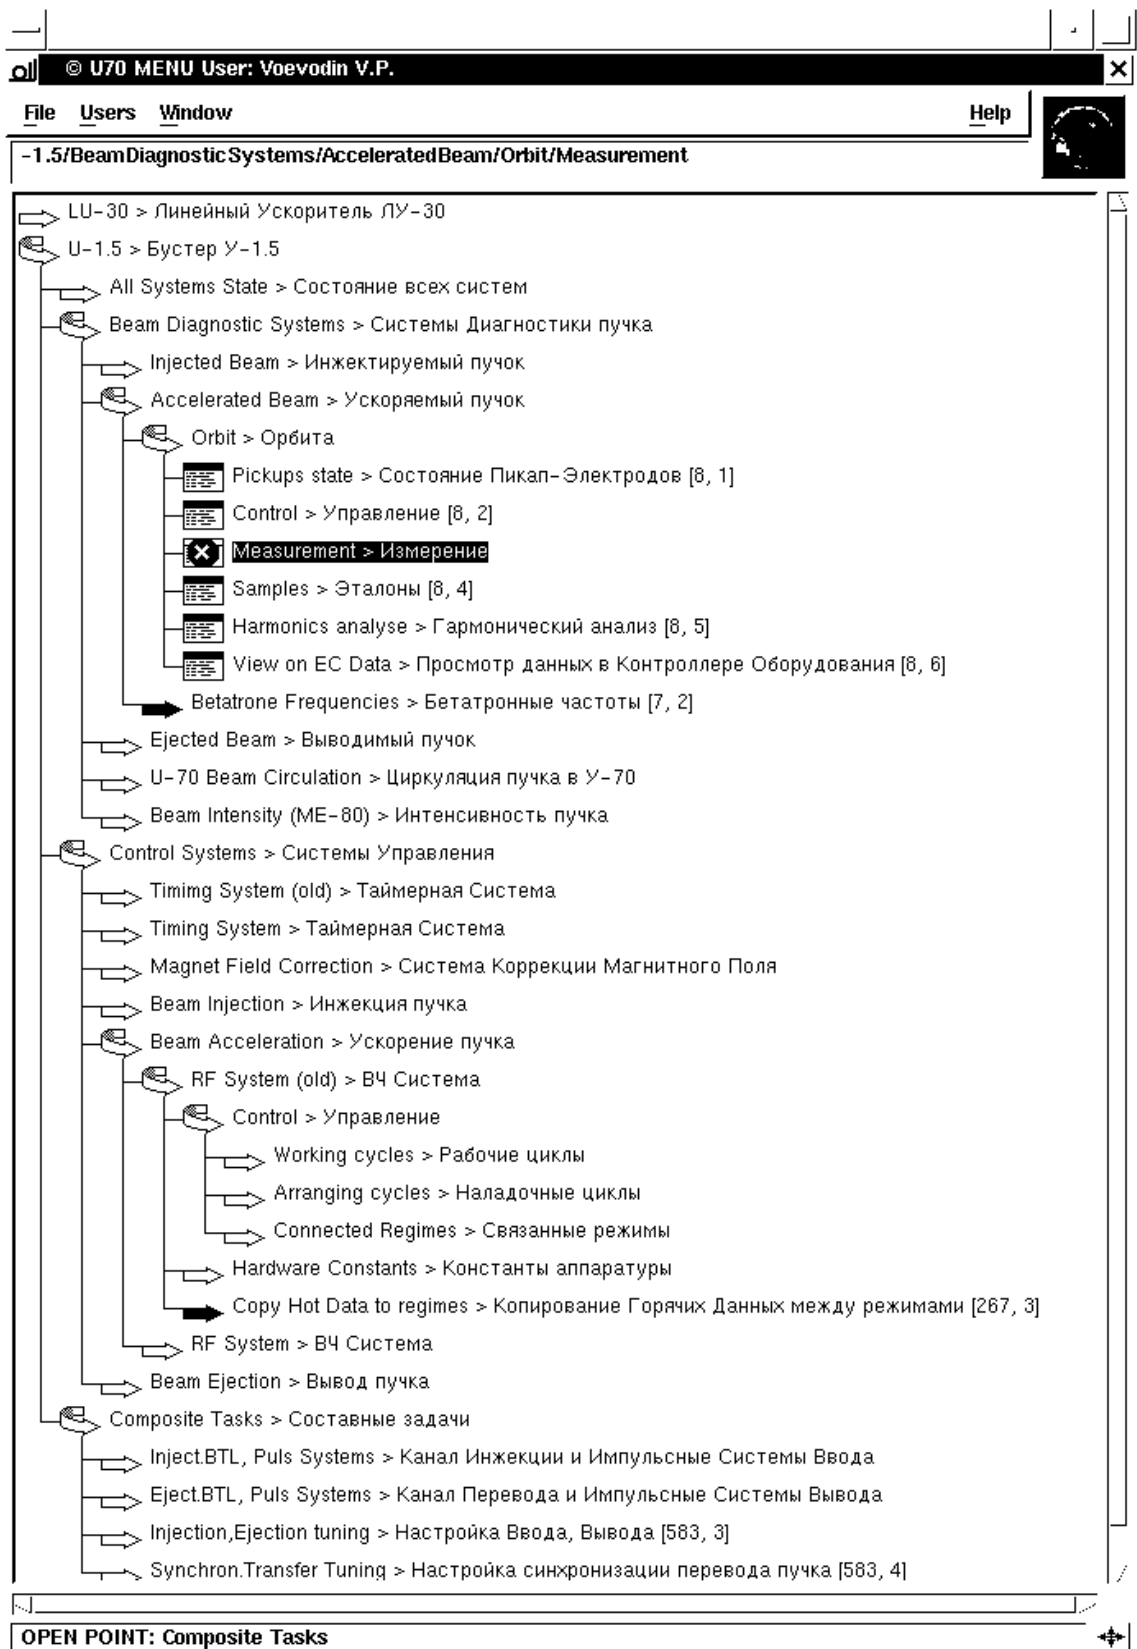 © U70 MENU User: Voevodin V.P.
File Users Window Help
-1.5/BeamDiagnosticSystems/AcceleratedBeam/Orbit/Measurement
LU-30 > Линейный Ускоритель ЛУ-30
U-1.5 > Бустер У-1.5
All Systems State > Состояние всех систем
Beam Diagnostic Systems > Системы Диагностики пучка
Injected Beam > Инжектируемый пучок
Accelerated Beam > Ускоряемый пучок
Orbit > Орбита
Pickups state > Состояние Пикап-Электродов [8, 1]
Control > Управление [8, 2]
Measurement > Измерение
Samples > Эталоны [8, 4]
Harmonics analyse > Гармонический анализ [8, 5]
View on EC Data > Просмотр данных в Контроллере Оборудования [8, 6]
Betatrone Frequencies > Бетатронные частоты [7, 2]
Ejected Beam > Выводимый пучок
U-70 Beam Circulation > Циркуляция пучка в У-70
Beam Intensity (ME-80) > Интенсивность пучка
Control Systems > Системы Управления
Timimg System (old) > Таймерная Система
Timing System > Таймерная Система
Magnet Field Correction > Система Коррекции Магнитного Поля
Beam Injection > Инжекция пучка
Beam Acceleration > Ускорение пучка
RF System (old) > ВЧ Система
Control > Управление
Working cycles > Рабочие циклы
Arranging cycles > Наладочные циклы
Connected Regimes > Связанные режимы
Hardware Constants > Константы аппаратуры
Copy Hot Data to regimes > Копирование Горячих Данных между режимами [267, 3]
RF System > ВЧ Система
Beam Ejection > Вывод пучка
Composite Tasks > Составные задачи
Inject.BTL, Puls Systems > Канал Инжекции и Импульсные Системы Ввода
Eject.BTL, Puls Systems > Канал Перевода и Импульсные Системы Вывода
Injection,Ejection tuning > Настройка Ввода, Вывода [583, 3]
Synchron.Transfer Tuning > Настройка синхронизации перевода пучка [583, 4]
OPEN POINT: Composite Tasks